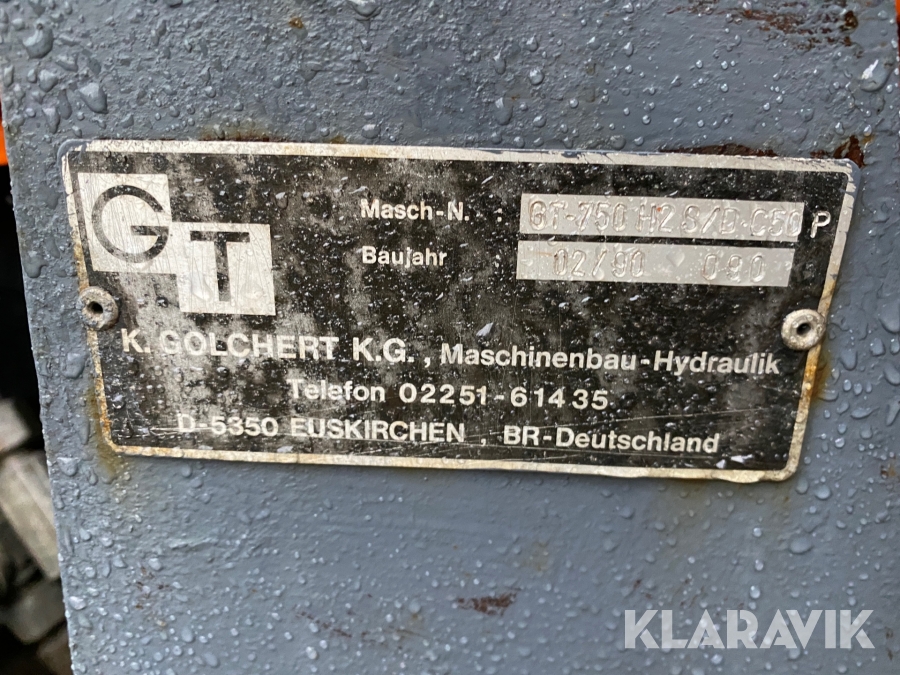 G T
Masch-N. : GT-750 H2 S/B-C50 P
Baujahr 02/90 090
K. GOLCHERT K.G., Maschinenbau-Hydraulik
Telefon 02251-61435
D-5350 EUSKIRCHEN, BR-Deutschland
KLARAVIK